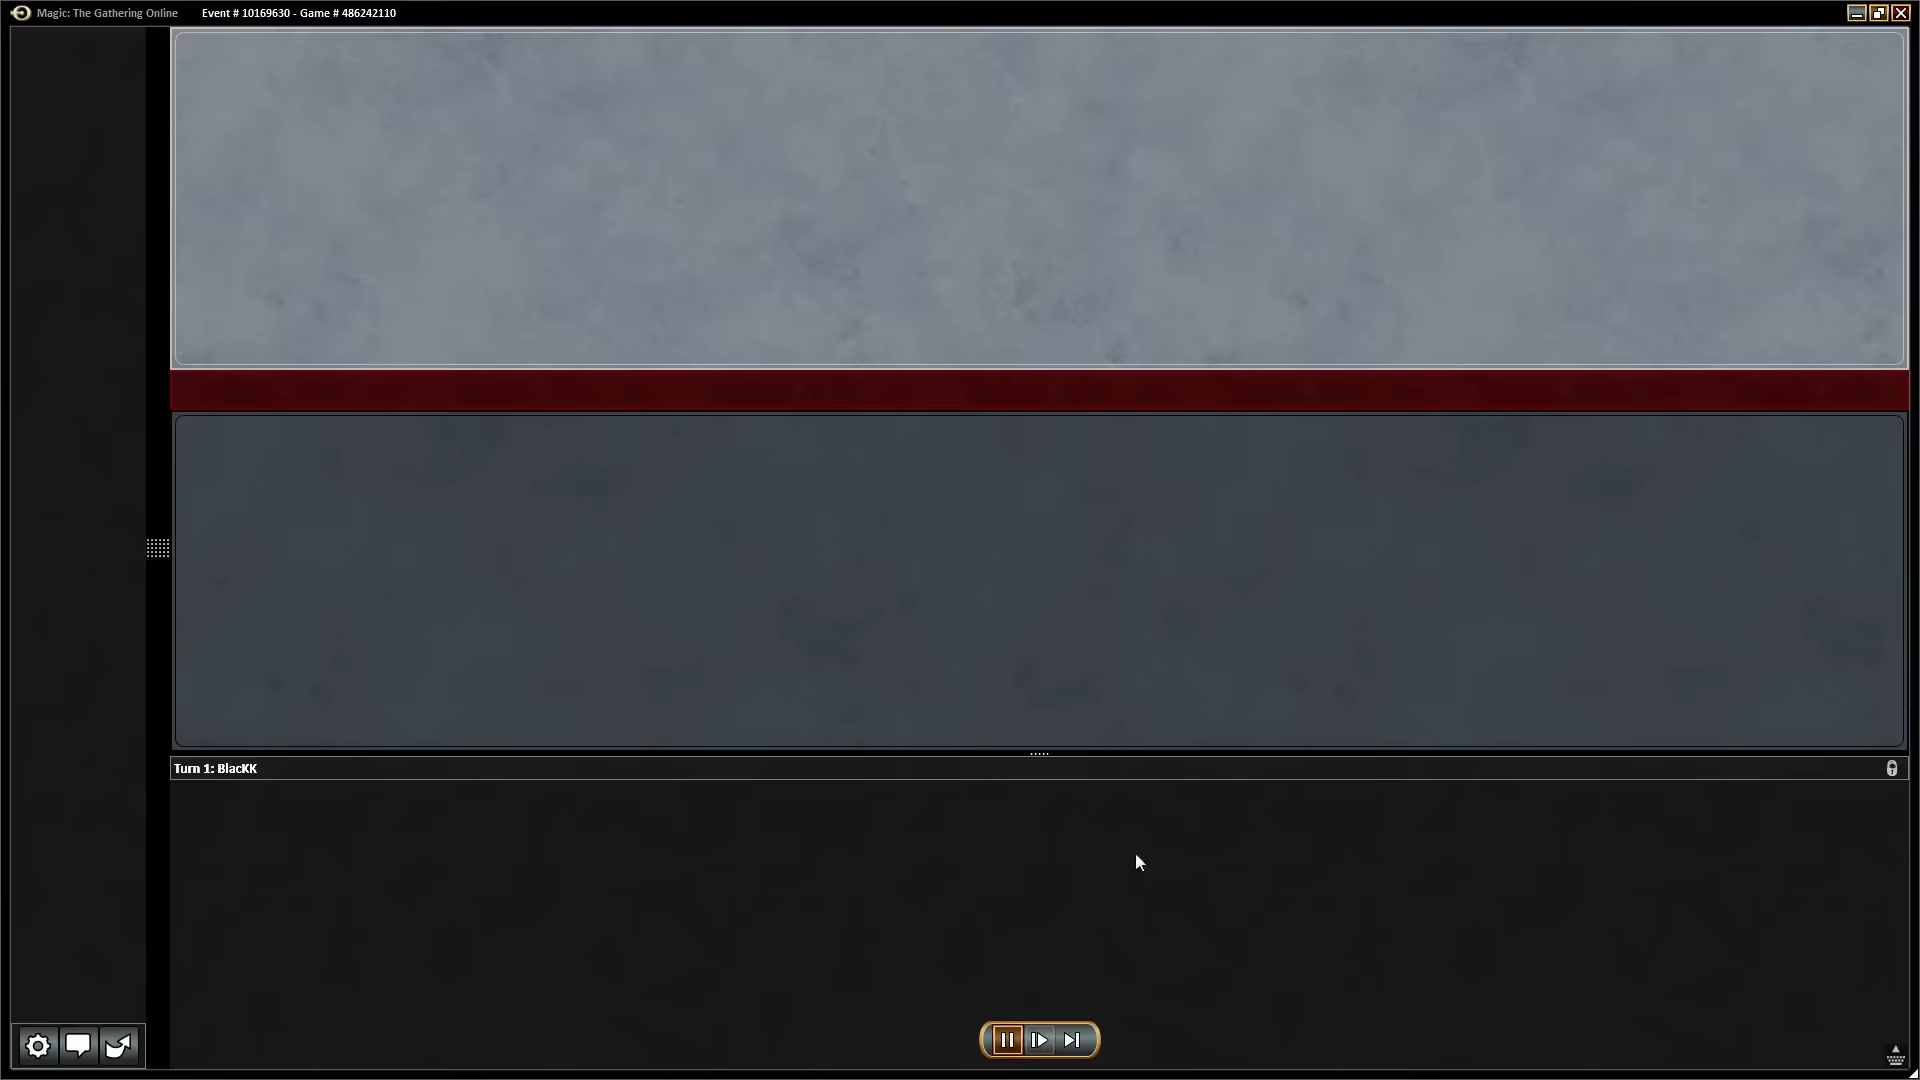 Magic: The Gathering Online Event # 10169630 - Game # 486242110
Turn 1: BlacKK